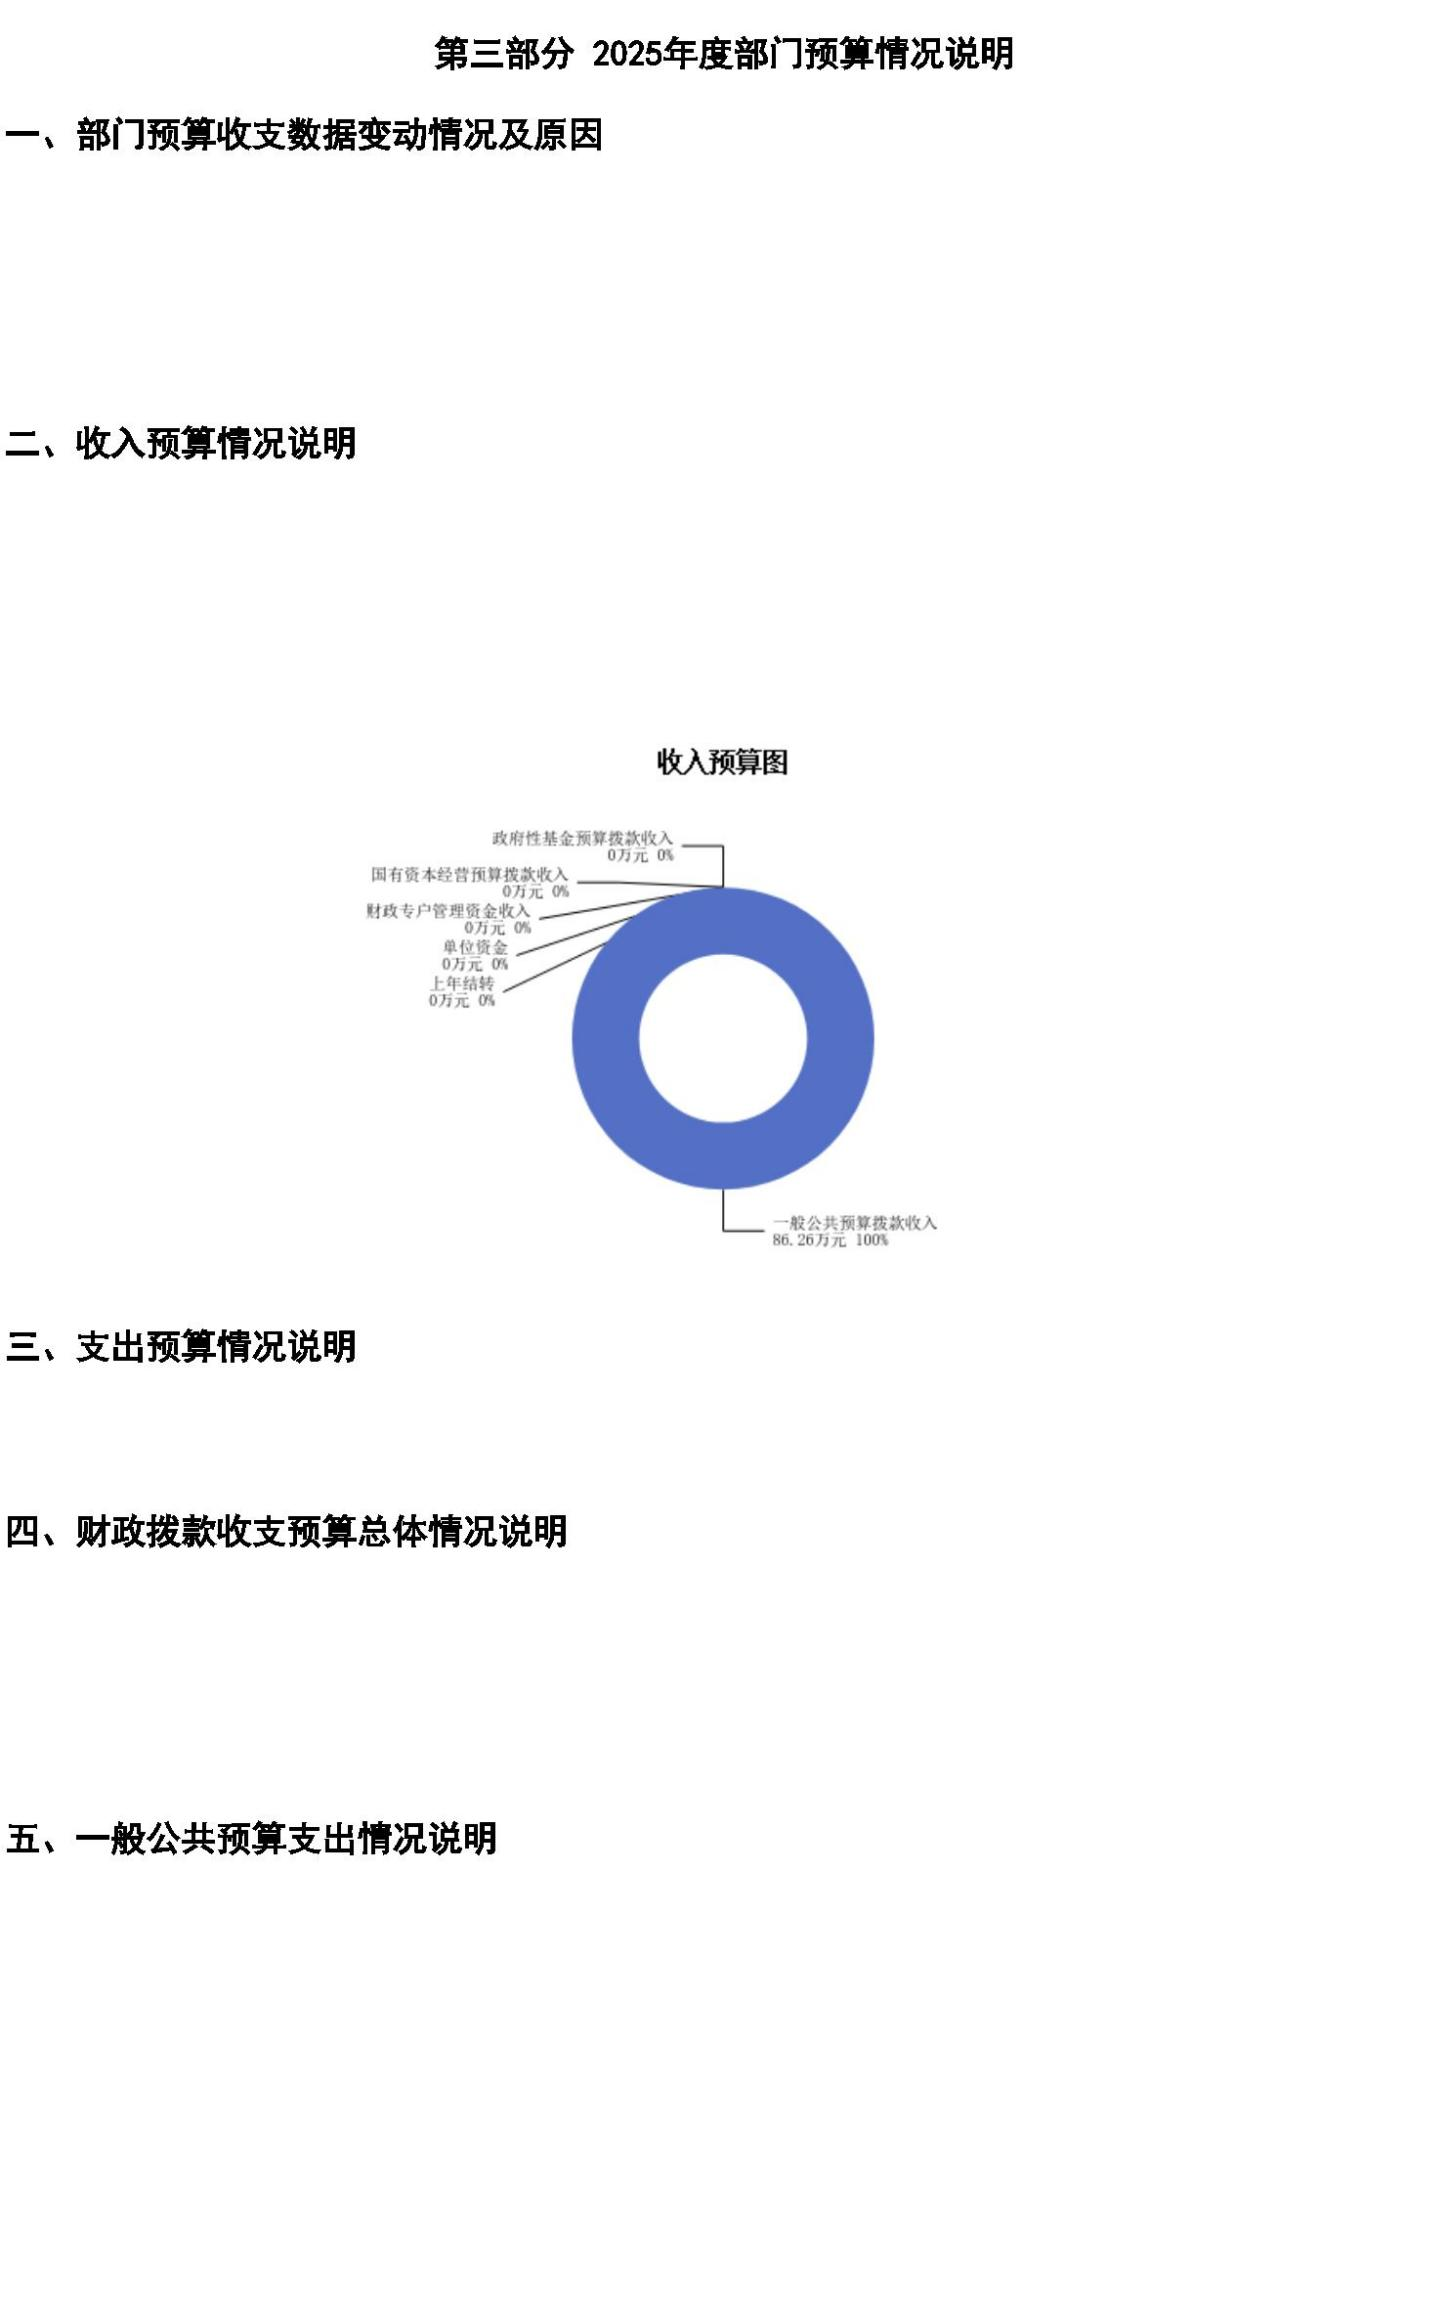 第三部分 2025年度部门预算情况说明
一、部门预算收支数据变动情况及原因
二、收入预算情况说明
收入预算图
政府性基金预算拨款收入
0万元 0%
国有资本经营预算拨款收入
0万元 0%
财政专户管理资金收入
0万元 0%
单位资金
0万元 0%
上年结转
0万元 0%
一般公共预算拨款收入
86.26万元 100%
三、支出预算情况说明
四、财政拨款收支预算总体情况说明
五、一般公共预算支出情况说明